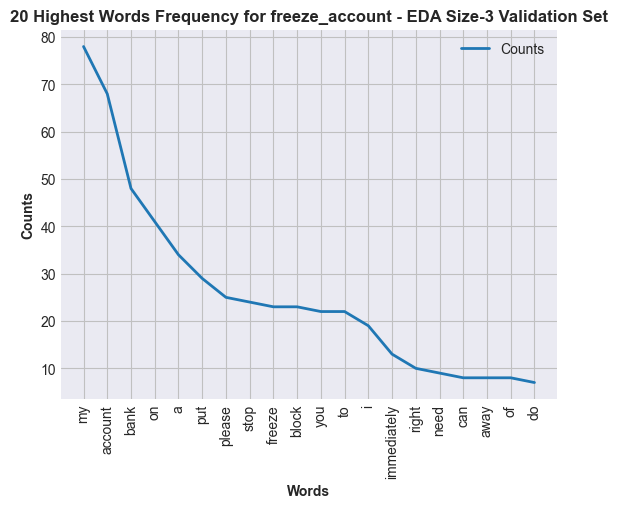 20 Highest Words Frequency for freeze_account - EDA Size-3 Validation Set
Counts
80
70
60
50
40
30
20
10
Counts
my
account
bank
on
a
put
please
stop
freeze
block
you
to
i
immediately
right
need
can
away
of
do
Words